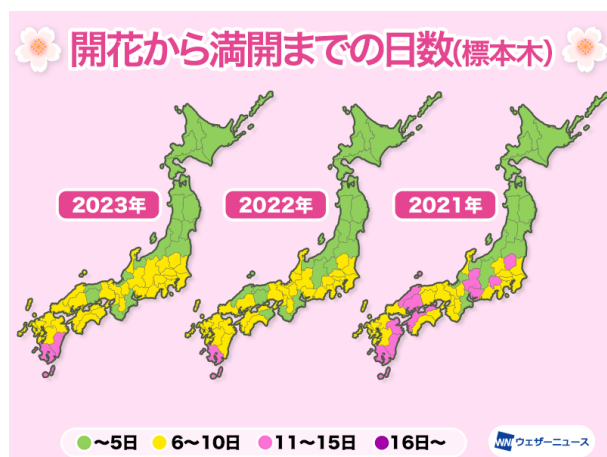 開花から満開までの日数(標本木)
2023年
2022年
2021年
～5日
6～10日
11～15日
16日～
WNI ウェザーニュース